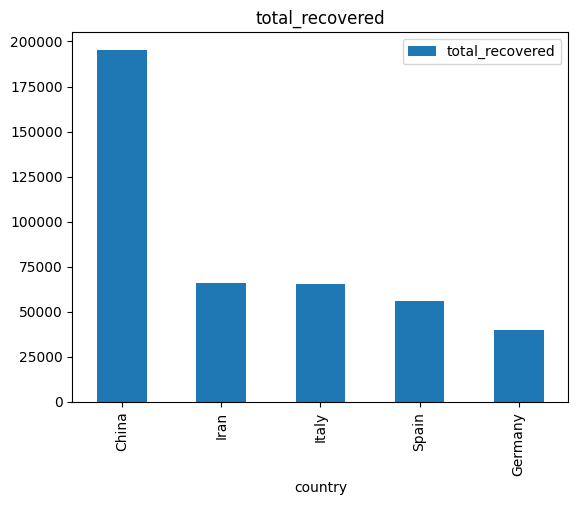 total_recovered
total_recovered
200000
175000
150000
125000
100000
75000
50000
25000
0
China
Iran
Italy
Spain
Germany
country